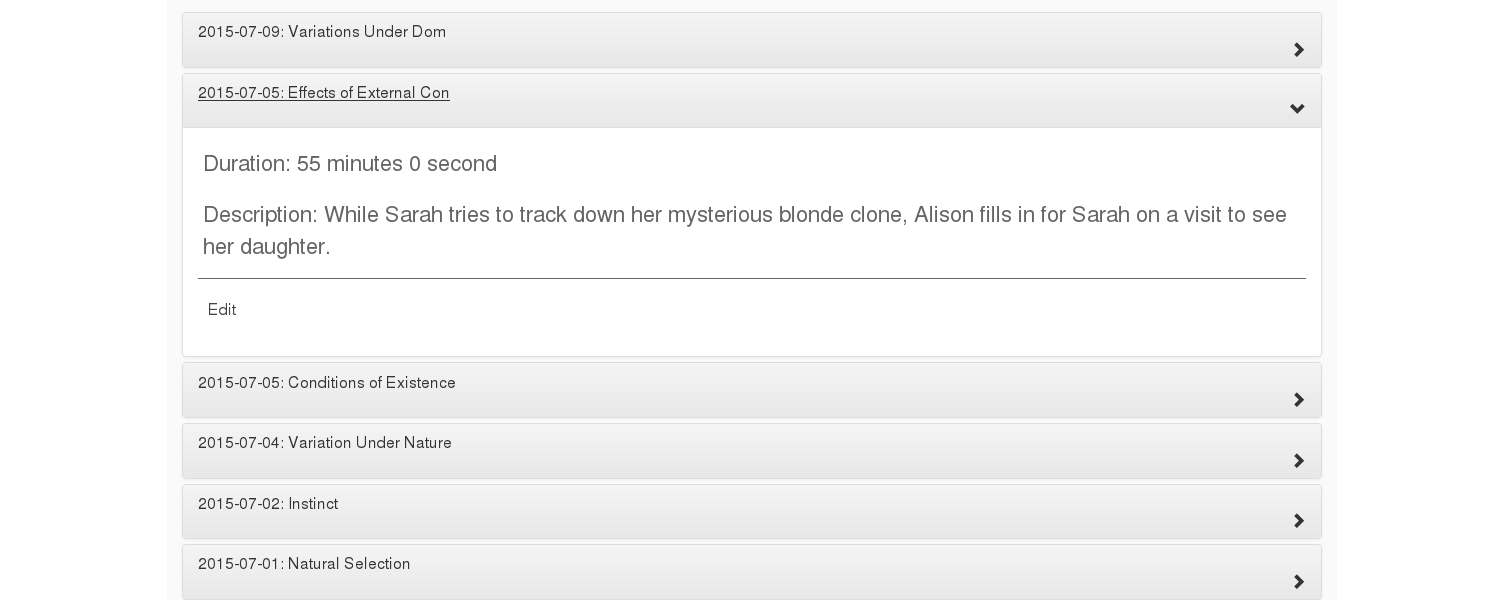 2015-07-09: Variations Under Dom
2015-07-05: Effects of External Con
Duration: 55 minutes 0 second
Description: While Sarah tries to track down her mysterious blonde clone, Alison fills in for Sarah on a visit to see
her daughter.
Edit
2015-07-05: Conditions of Existence
2015-07-04: Variation Under Nature
2015-07-02: Instinct
2015-07-01: Natural Selection